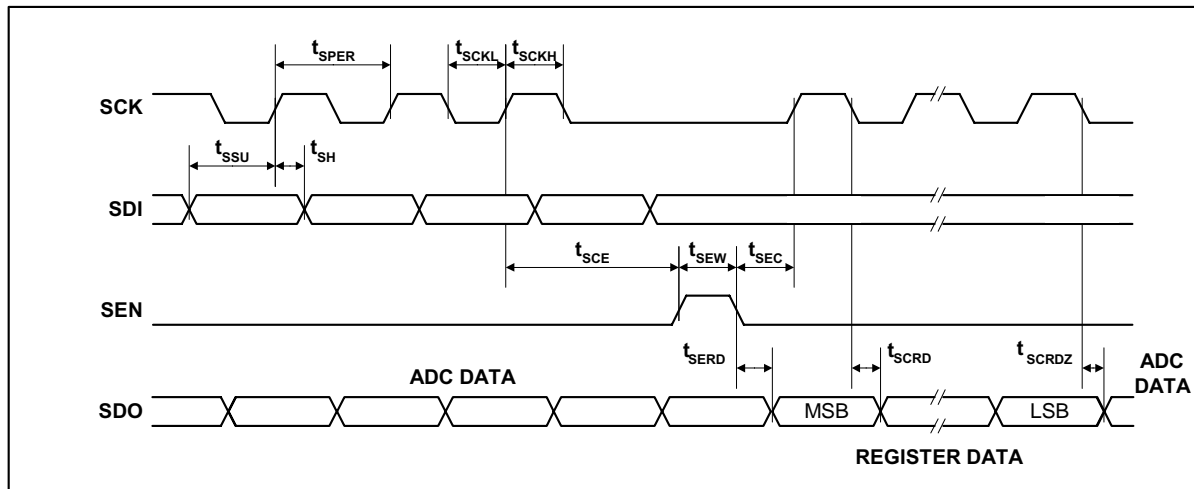 tSPER
tSCKL
tSCKH
SCK
tSSU
tSH
SDI
tSCE
tSEW
tSEC
SEN
tSERD
tSCRD
tSCRDZ
ADC DATA
ADC
DATA
SDO
MSB
LSB
REGISTER DATA